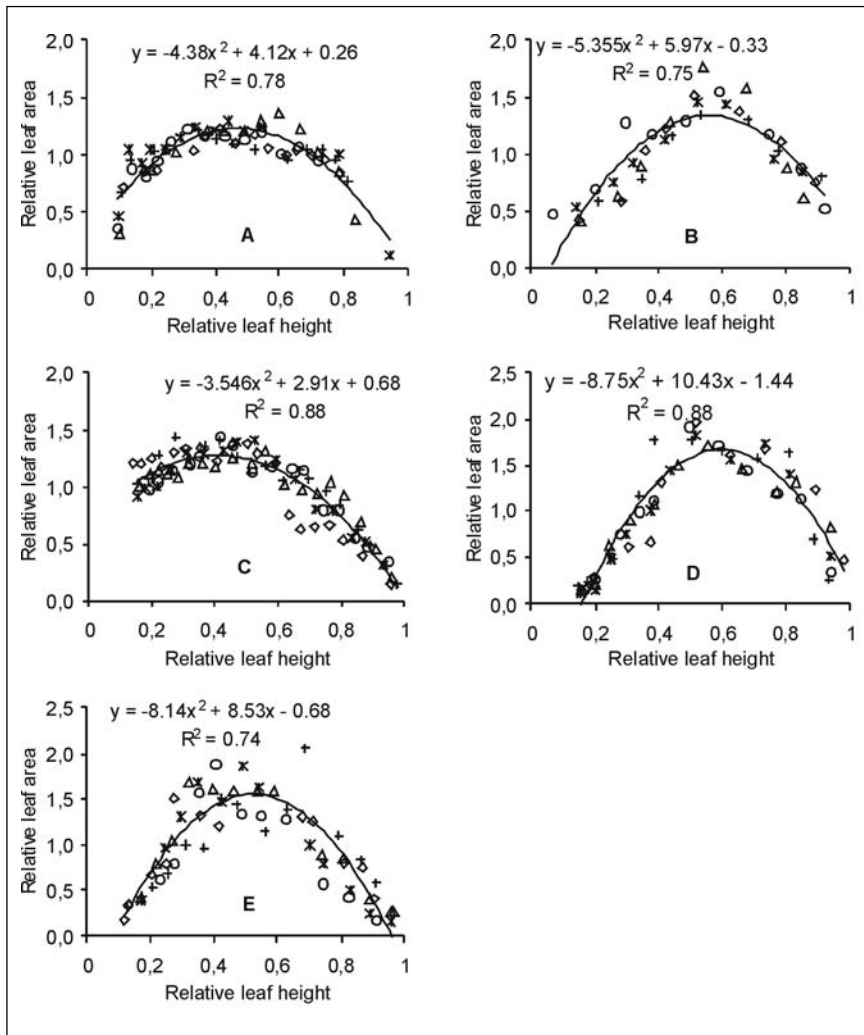 y = -4.38x² + 4.12x + 0.26
R² = 0.78
2,0
1,5
1,0
0,5
0,0
Relative leaf area
A
0 0,2 0,4 0,6 0,8 1
Relative leaf height
y = -5.355x² + 5.97x - 0.33
R² = 0.75
2,0
1,5
1,0
0,5
0,0
Relative leaf area
B
0 0,2 0,4 0,6 0,8 1
Relative leaf height
y = -3.546x² + 2.91x + 0.68
R² = 0.88
2,0
1,5
1,0
0,5
0,0
Relative leaf area
C
0 0,2 0,4 0,6 0,8 1
Relative leaf height
y = -8.75x² + 10.43x - 1.44
R² = 0.88
2,5
2,0
1,5
1,0
0,5
0,0
Relative leaf area
D
0 0,2 0,4 0,6 0,8 1
Relative leaf height
y = -8.14x² + 8.53x - 0.68
R² = 0.74
2,5
2,0
1,5
1,0
0,5
0,0
Relative leaf area
E
0 0,2 0,4 0,6 0,8 1
Relative leaf height